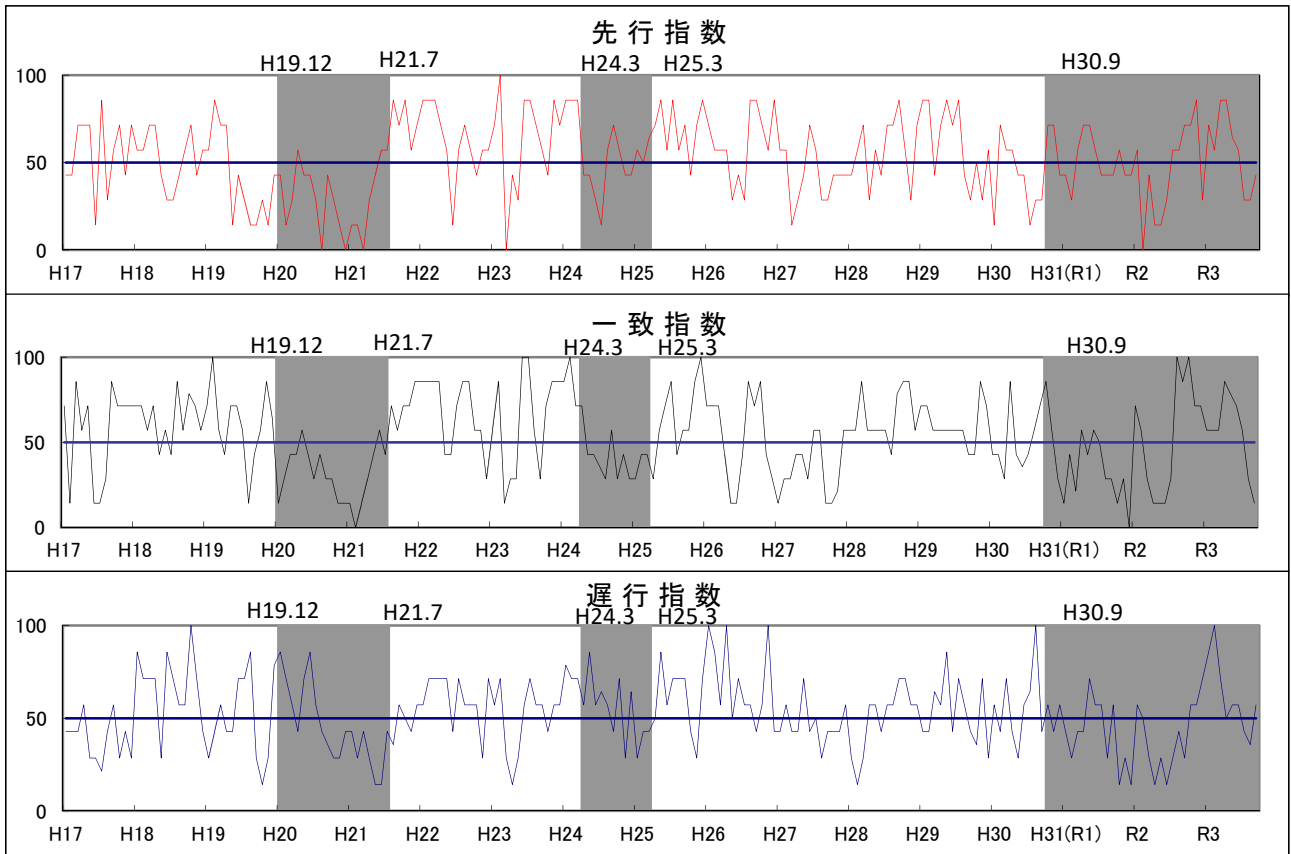 先行指数
H19.12 H21.7 H24.3 H25.3 H30.9
100
50
0
H17 H18 H19 H20 H21 H22 H23 H24 H25 H26 H27 H28 H29 H30 H31(R1) R2 R3
一致指数
H19.12 H21.7 H24.3 H25.3 H30.9
100
50
0
H17 H18 H19 H20 H21 H22 H23 H24 H25 H26 H27 H28 H29 H30 H31(R1) R2 R3
遅行指数
H19.12 H21.7 H24.3 H25.3 H30.9
100
50
0
H17 H18 H19 H20 H21 H22 H23 H24 H25 H26 H27 H28 H29 H30 H31(R1) R2 R3